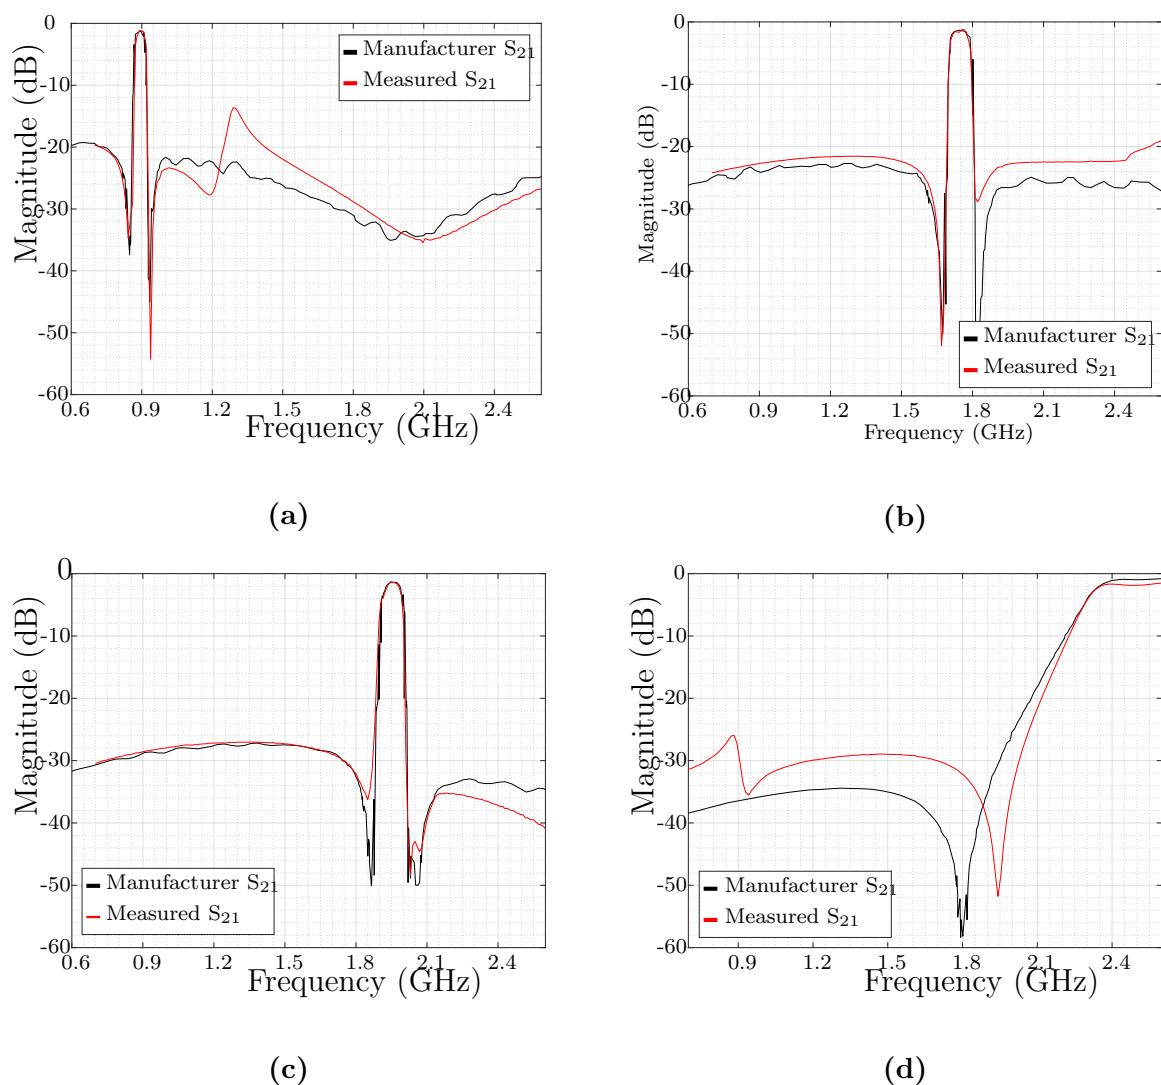 0
-10
-20
-30
-40
-50
-60
0.6 0.9 1.2 1.5 1.8 2.1 2.4
Magnitude (dB)
Frequency (GHz)
Manufacturer S21
Measured S21
(a)
0
-10
-20
-30
-40
-50
-60
0.6 0.9 1.2 1.5 1.8 2.1 2.4
Magnitude (dB)
Frequency (GHz)
Manufacturer S21
Measured S21
(b)
0
-10
-20
-30
-40
-50
-60
0.6 0.9 1.2 1.5 1.8 2.1 2.4
Magnitude (dB)
Frequency (GHz)
Manufacturer S21
Measured S21
(c)
0
-10
-20
-30
-40
-50
-60
0.9 1.2 1.5 1.8 2.1 2.4
Magnitude (dB)
Frequency (GHz)
Manufacturer S21
Measured S21
(d)